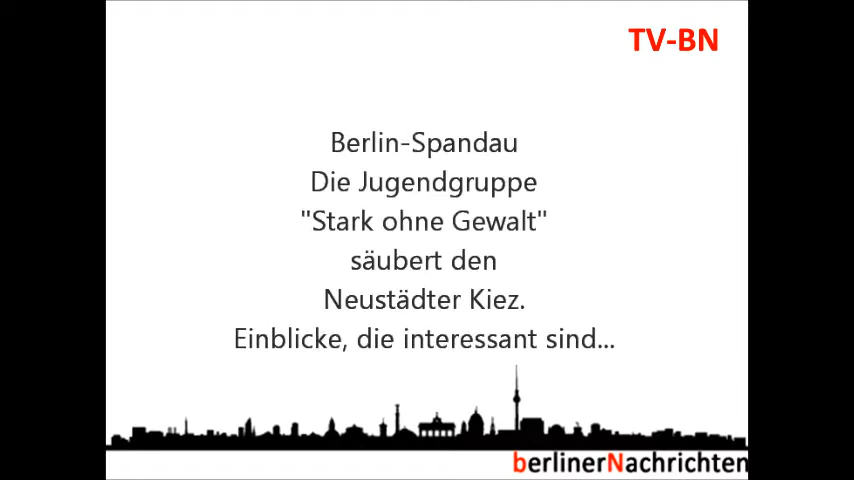 TV-BN
Berlin-Spandau
Die Jugendgruppe
"Stark ohne Gewalt"
säubert den
Neustädter Kiez.
Einblicke, die interessant sind...
berlinerNachrichten